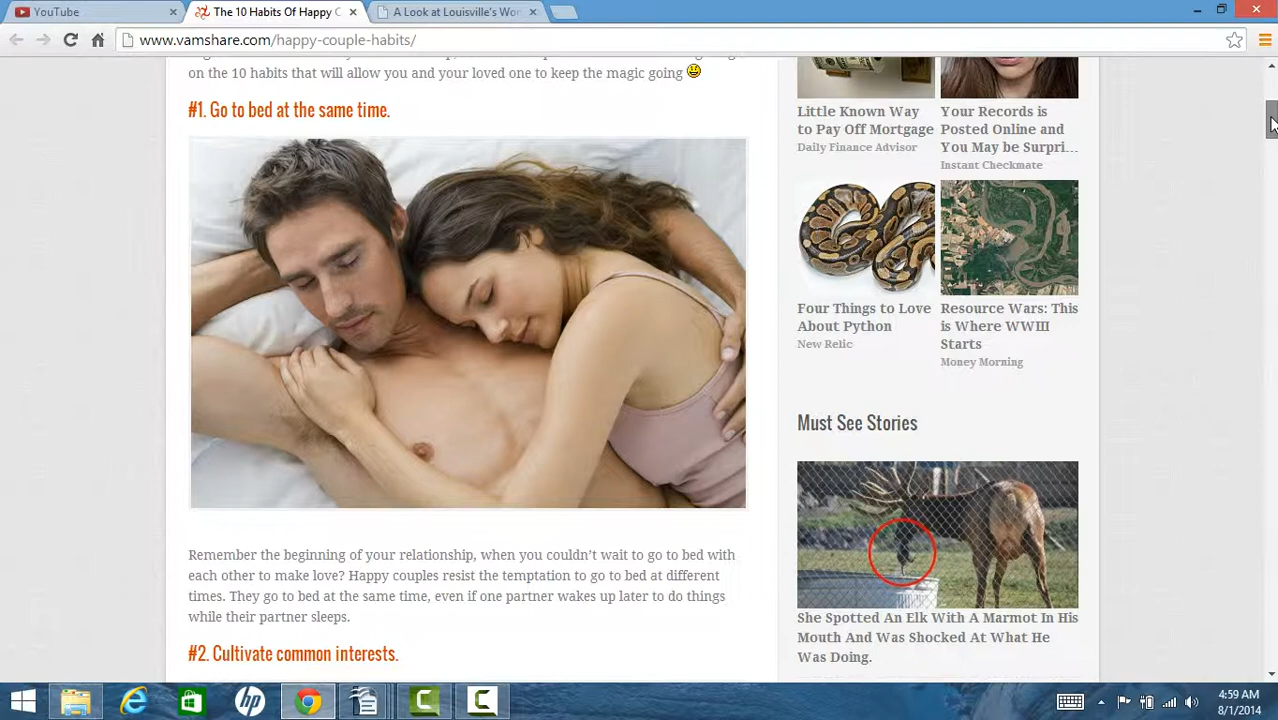 YouTube
The 10 Habits Of Happy C
A Look at Louisville's Wor
www.vamshare.com/happy-couple-habits/
on the 10 habits that will allow you and your loved one to keep the magic going
#1. Go to bed at the same time.
Remember the beginning of your relationship, when you couldn't wait to go to bed with
each other to make love? Happy couples resist the temptation to go to bed at different
times. They go to bed at the same time, even if one partner wakes up later to do things
while their partner sleeps.
#2. Cultivate common interests.
Little Known Way
to Pay Off Mortgage
Daily Finance Advisor
Your Records is
Posted Online and
You May be Surpri...
Instant Checkmate
Four Things to Love
About Python
New Relic
Resource Wars: This
is Where WWIII
Starts
Money Morning
Must See Stories
She Spotted An Elk With A Marmot In His
Mouth And Was Shocked At What He
Was Doing.
4:59 AM
8/1/2014